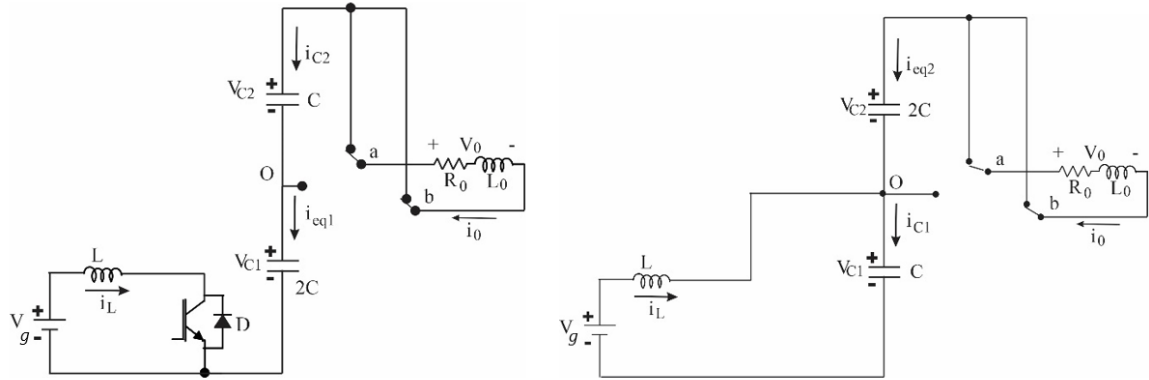 i_C2
V_C2
+
-
C
O
i_eq1
V_C1
+
-
2C
a
b
+ V_0 -
R_0 L_0
i_0
L
i_L
V_g
+
-
D
i_eq2
V_C2
+
-
2C
O
i_C1
V_C1
+
-
C
a
b
+ V_0 -
R_0 L_0
i_0
L
i_L
V_g
+
-